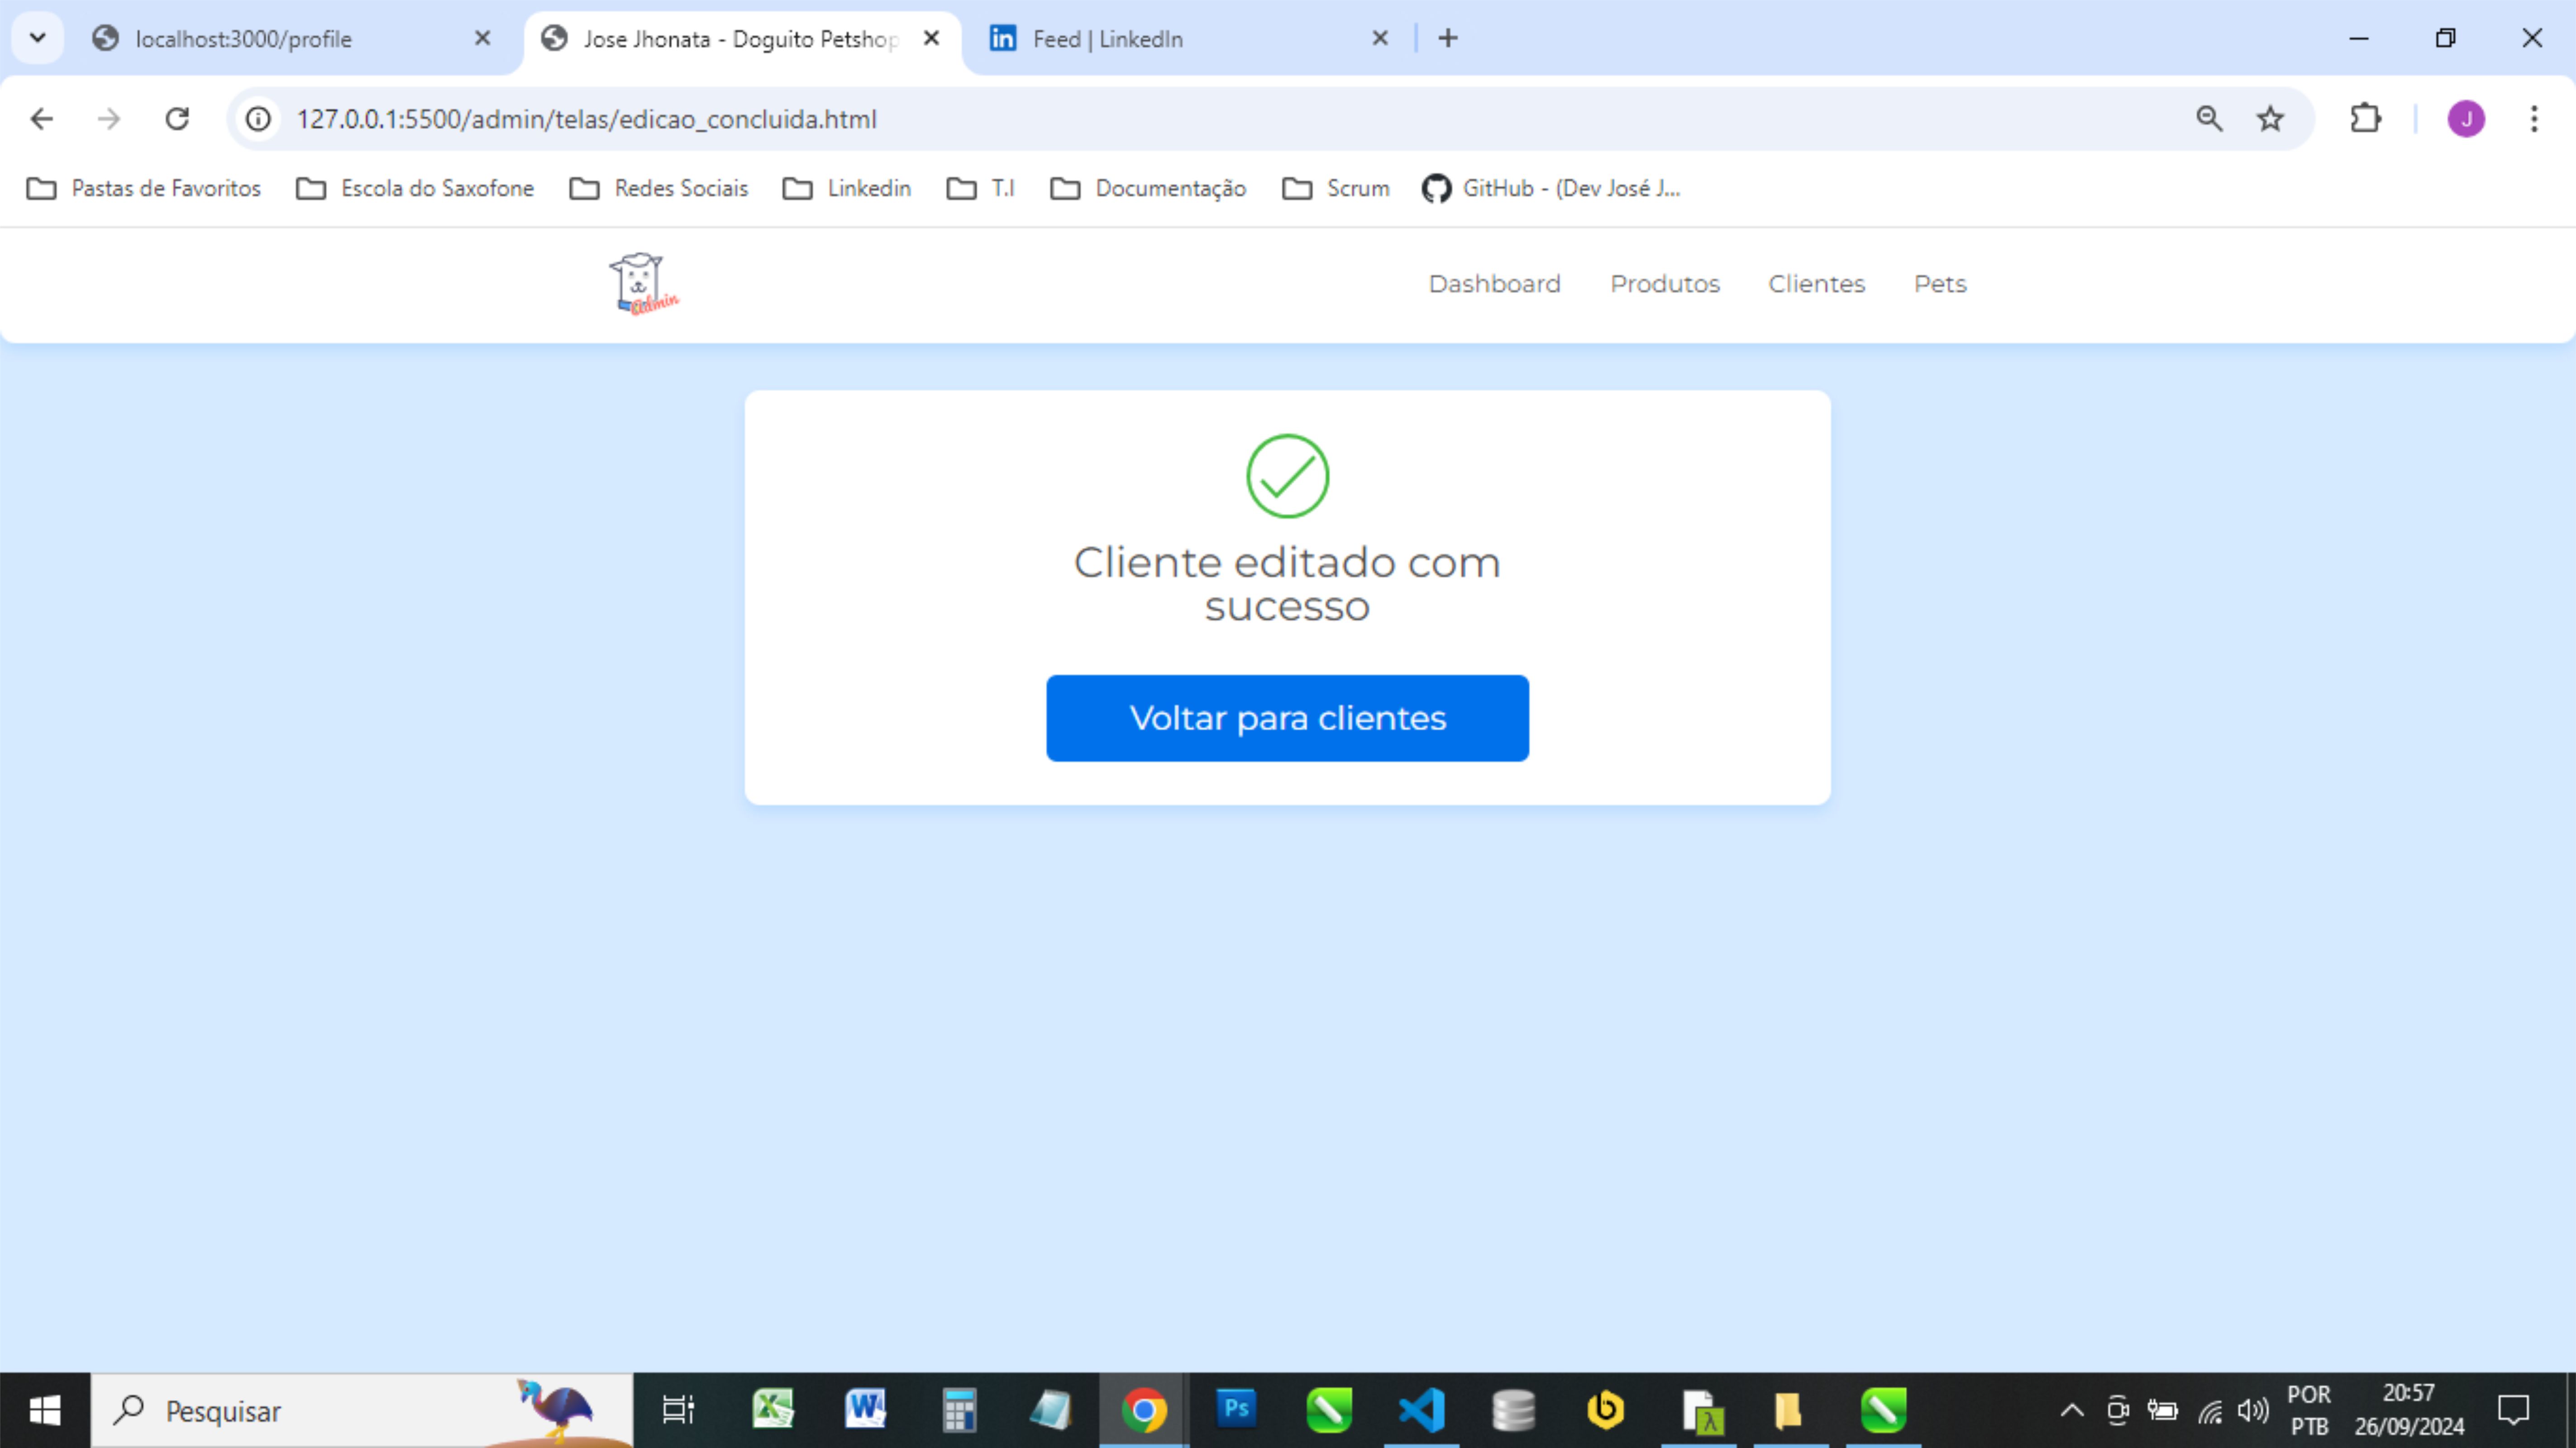 localhost:3000/profile
Jose Jhonata - Doguito Petshop
Feed | LinkedIn
127.0.0.1:5500/admin/telas/edicao_concluida.html
J
Pastas de Favoritos
Escola do Saxofone
Redes Sociais
Linkedin
T.I
Documentação
Scrum
GitHub - (Dev José J...
Admin
Dashboard
Produtos
Clientes
Pets
Cliente editado com
sucesso
Voltar para clientes
Pesquisar
Ps
POR
PTB
20:57
26/09/2024